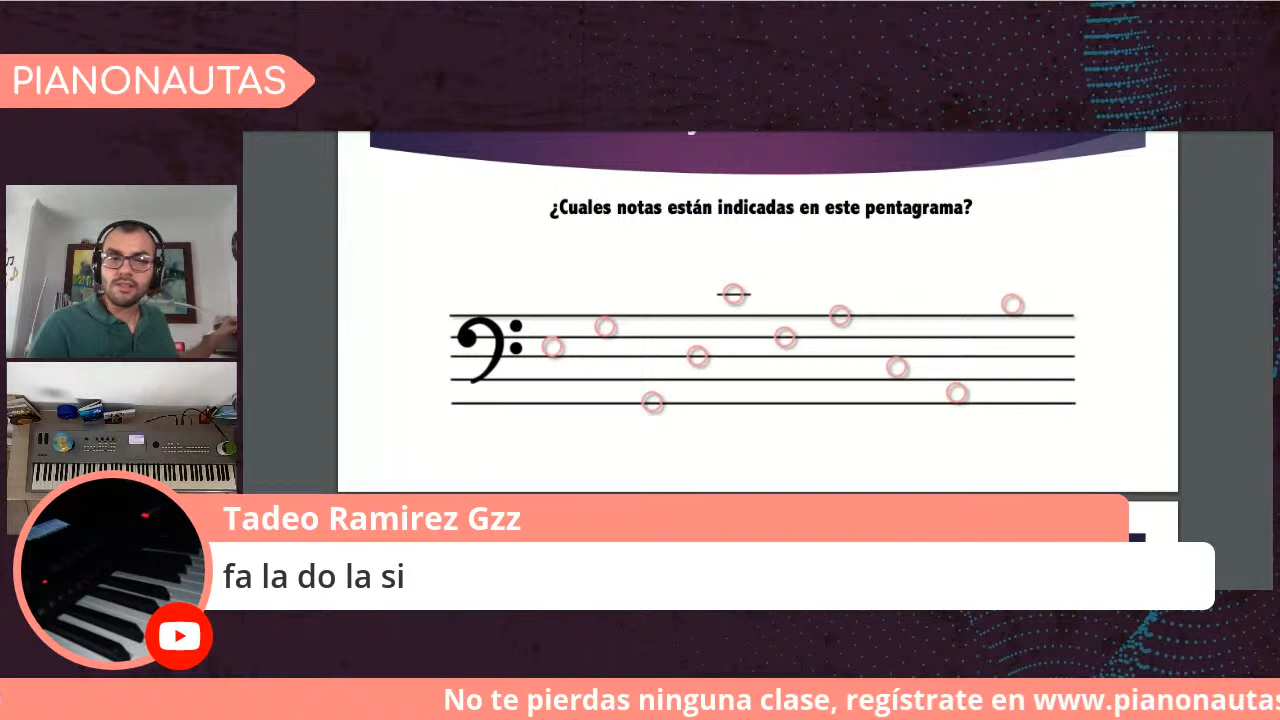 PIANONAUTAS
¿Cuales notas están indicadas en este pentagrama?
Tadeo Ramirez Gzz
fa la do la si
No te pierdas ninguna clase, regístrate en www.pianonautas